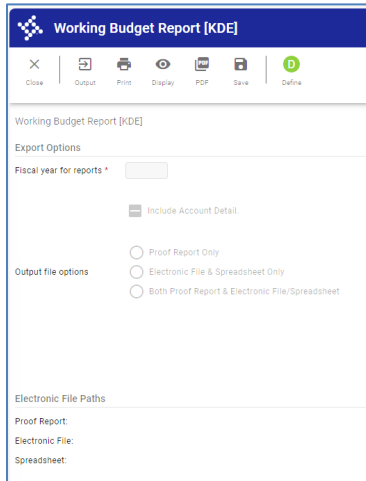 Working Budget Report [KDE]
Close Output Print Display PDF Save Define
Working Budget Report [KDE]
Export Options
Fiscal year for reports *
Include Account Detail
Proof Report Only
Output file options Electronic File & Spreadsheet Only
Both Proof Report & Electronic File/Spreadsheet
Electronic File Paths
Proof Report:
Electronic File:
Spreadsheet: